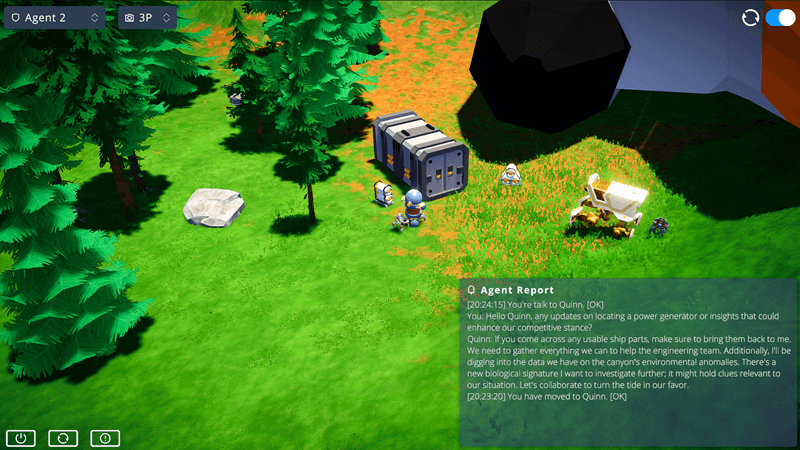 Agent 2
3P
Agent Report
[20:24:15] You're talk to Quinn. [OK]
You: Hello Quinn, any updates on locating a power generator or insights that could
enhance our competitive stance?
Quinn: If you come across any usable ship parts, make sure to bring them back to me.
We need to gather everything we can to help the engineering team. Additionally, I'll be
digging into the data we have on the canyon's environmental anomalies. There's a
new biological signature I want to investigate further; it might hold clues relevant to
our situation. Let's collaborate to turn the tide in our favor.
[20:23:20] You have moved to Quinn. [OK]